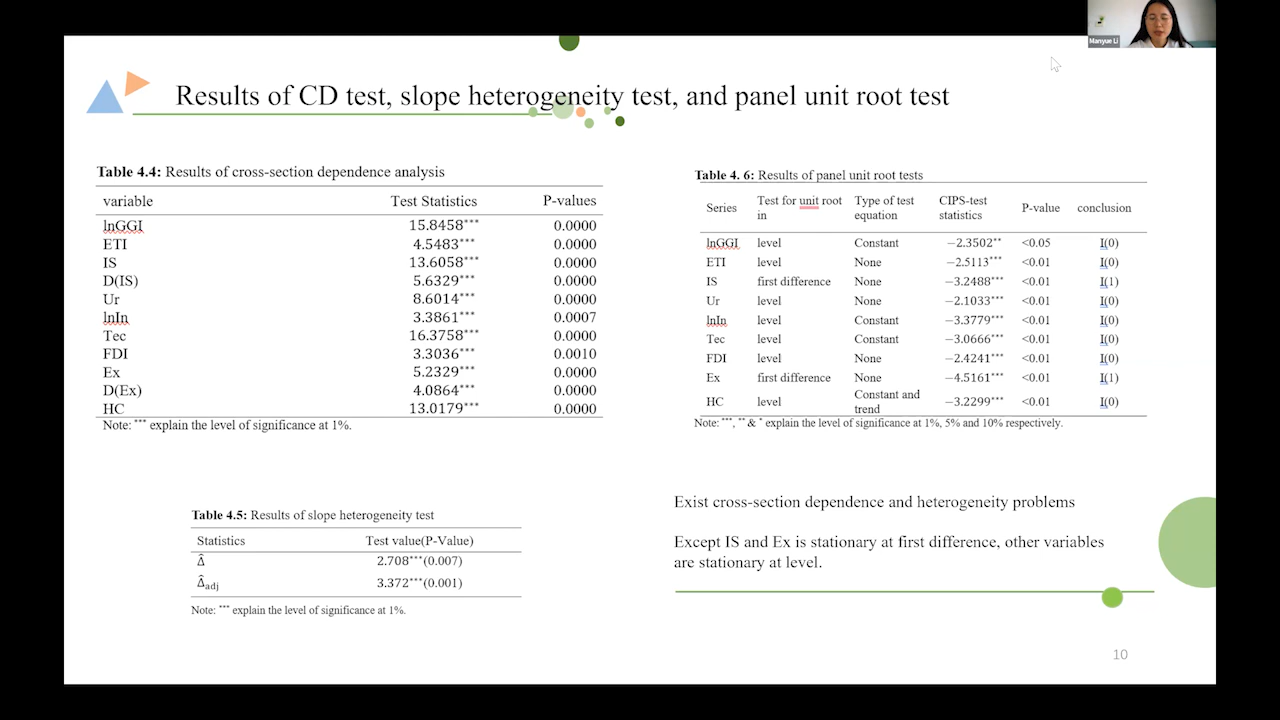 Manyue Li
Results of CD test, slope heterogeneity test, and panel unit root test
Table 4.4: Results of cross-section dependence analysis
variable Test Statistics P-values
lnGGI 15.8458*** 0.0000
ETI 4.5483*** 0.0000
IS 13.6058*** 0.0000
D(IS) 5.6329*** 0.0000
Ur 8.6014*** 0.0000
lnIn 3.3861*** 0.0007
Tec 16.3758*** 0.0000
FDI 3.3036*** 0.0010
Ex 5.2329*** 0.0000
D(Ex) 4.0864*** 0.0000
HC 13.0179*** 0.0000
Note: *** explain the level of significance at 1%.
Table 4. 6: Results of panel unit root tests
Series Test for unit root in Type of test equation CIPS-test statistics P-value conclusion
lnGGI level Constant −2.3502** <0.05 I(0)
ETI level None −2.5113*** <0.01 I(0)
IS first difference None −3.2488*** <0.01 I(1)
Ur level None −2.1033*** <0.01 I(0)
lnIn level Constant −3.3779*** <0.01 I(0)
Tec level Constant −3.0666*** <0.01 I(0)
FDI level None −2.4241*** <0.01 I(0)
Ex first difference None −4.5161*** <0.01 I(1)
HC level Constant and trend −3.2299*** <0.01 I(0)
Note: ***, ** & * explain the level of significance at 1%, 5% and 10% respectively.
Table 4.5: Results of slope heterogeneity test
Statistics Test value(P-Value)
Δ̂ 2.708***(0.007)
Δ̂adj 3.372***(0.001)
Note: *** explain the level of significance at 1%.
Exist cross-section dependence and heterogeneity problems
Except IS and Ex is stationary at first difference, other variables
are stationary at level.
10